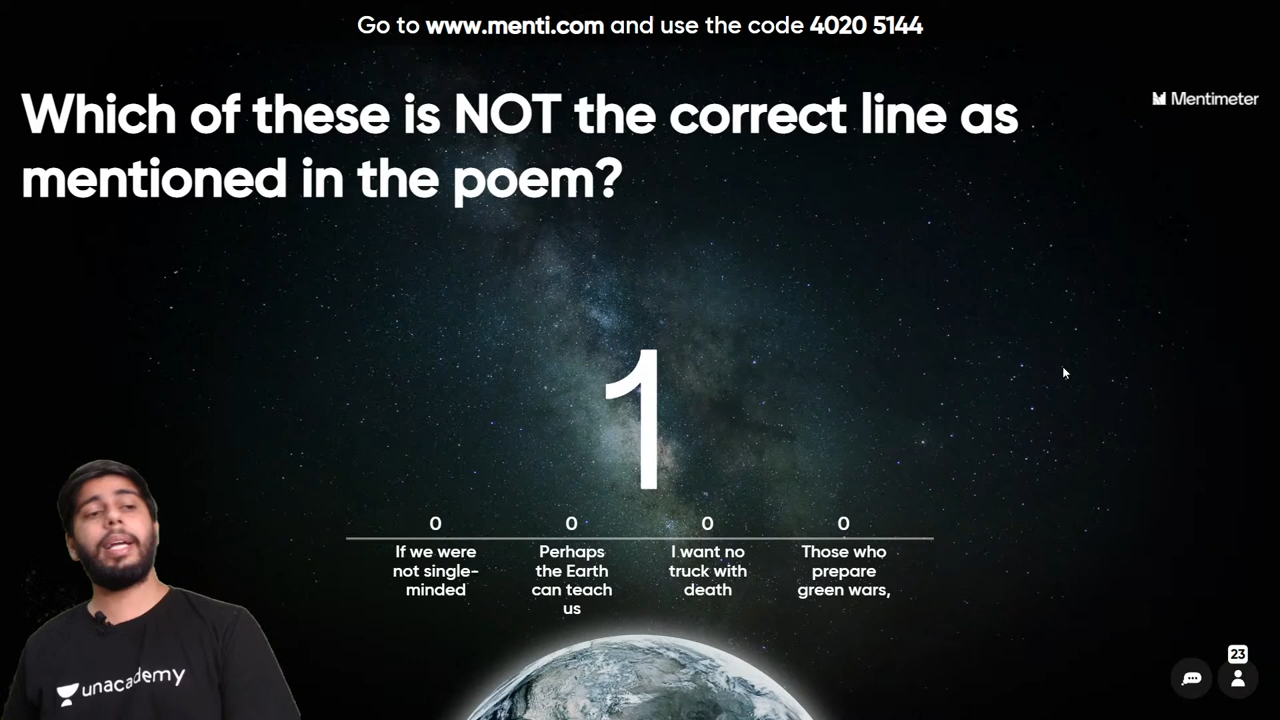 Go to www.menti.com and use the code 4020 5144
Which of these is NOT the correct line as
mentioned in the poem?
Mentimeter
1
0
0
0
0
If we were
not single-
minded
Perhaps
the Earth
can teach
us
I want no
truck with
death
Those who
prepare
green wars,
unacademy
23